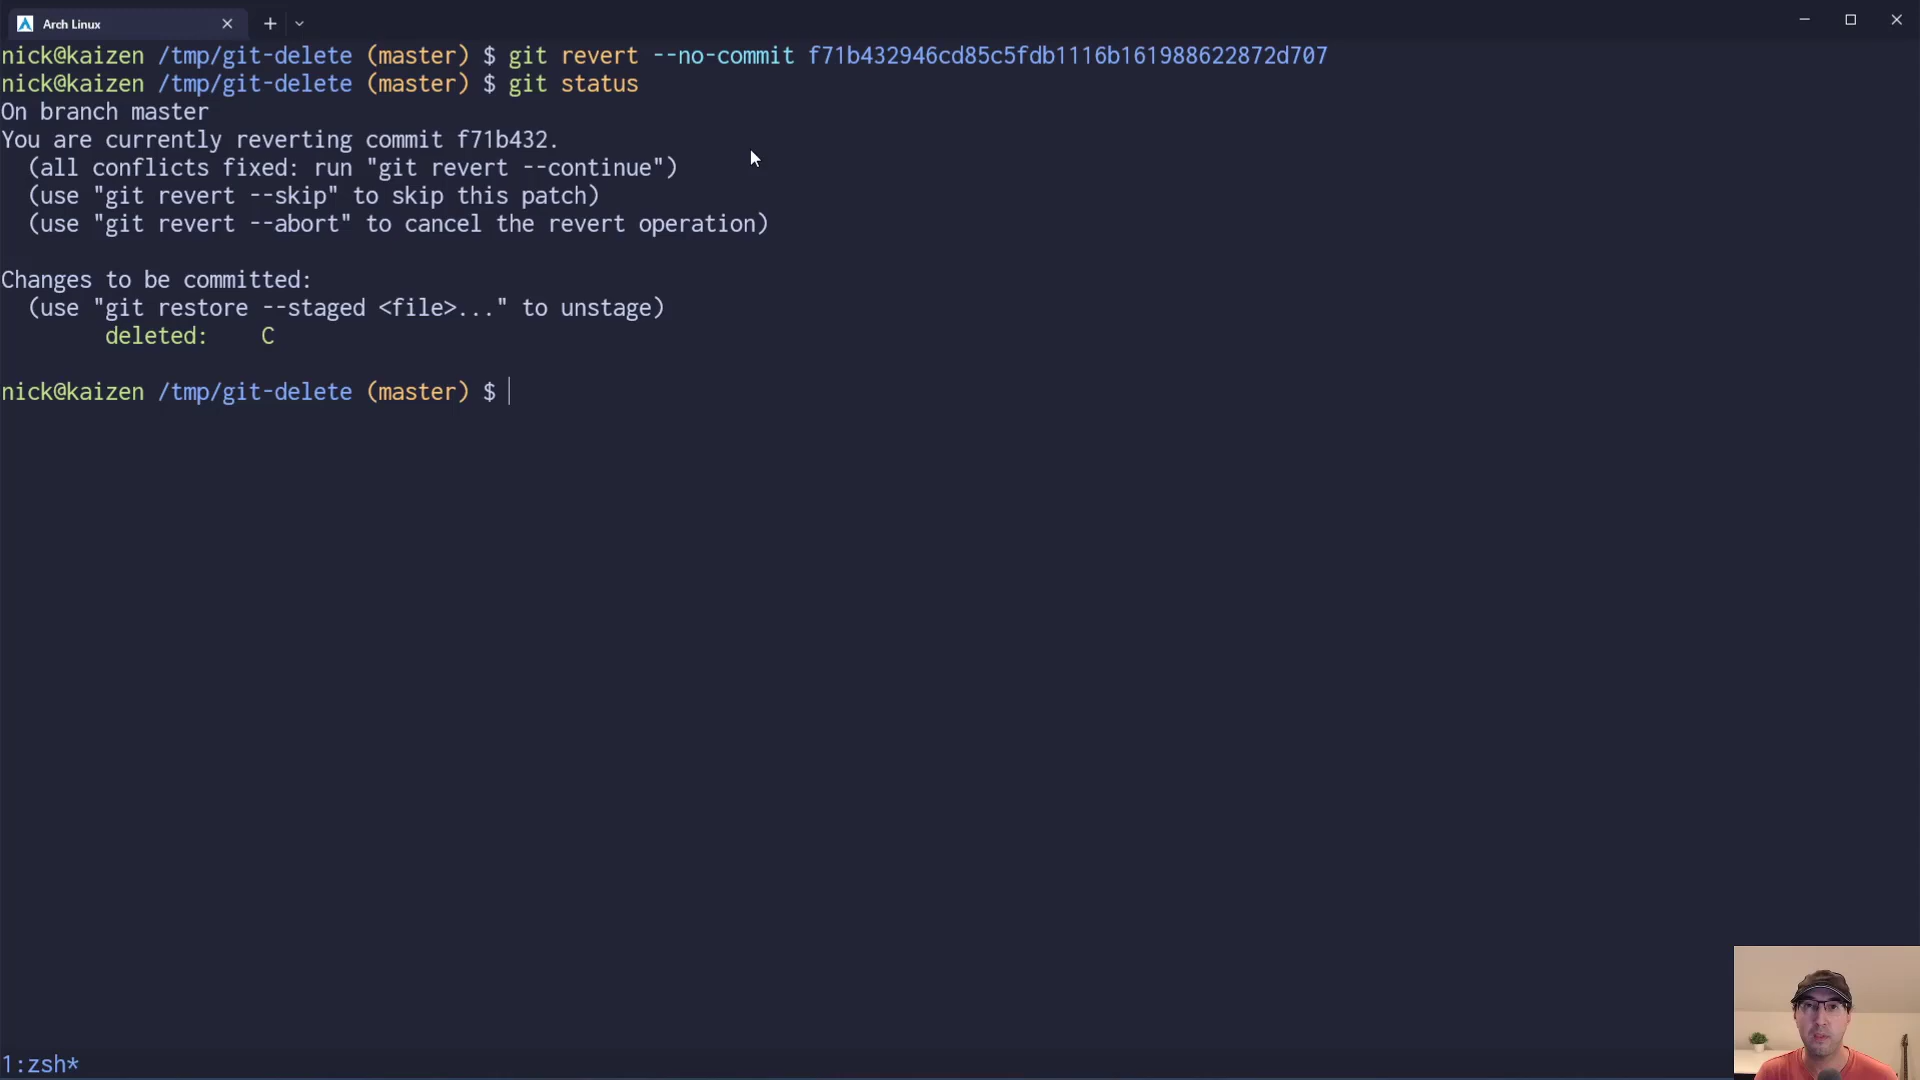 Arch Linux
nick@kaizen /tmp/git-delete (master) $ git revert --no-commit f71b432946cd85c5fdb1116b161988622872d707
nick@kaizen /tmp/git-delete (master) $ git status
On branch master
You are currently reverting commit f71b432.
  (all conflicts fixed: run "git revert --continue")
  (use "git revert --skip" to skip this patch)
  (use "git revert --abort" to cancel the revert operation)
Changes to be committed:
  (use "git restore --staged <file>..." to unstage)
        deleted:    C
nick@kaizen /tmp/git-delete (master) $
1:zsh*